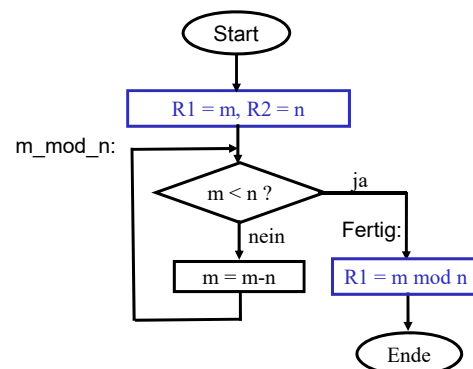 Start
R1 = m, R2 = n
m_mod_n:
m < n ?
ja
nein
Fertig:
m = m-n
R1 = m mod n
Ende